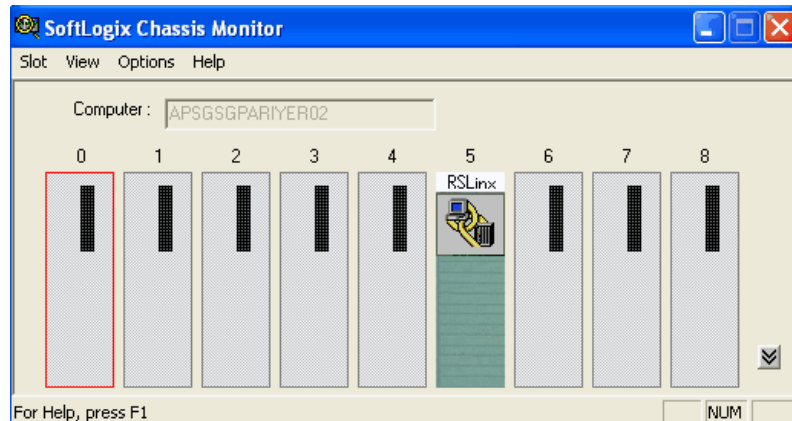 SoftLogix Chassis Monitor
Slot View Options Help
Computer : APSGSGPARIYER02
0 1 2 3 4 5 6 7 8
RSLinx
For Help, press F1 NUM